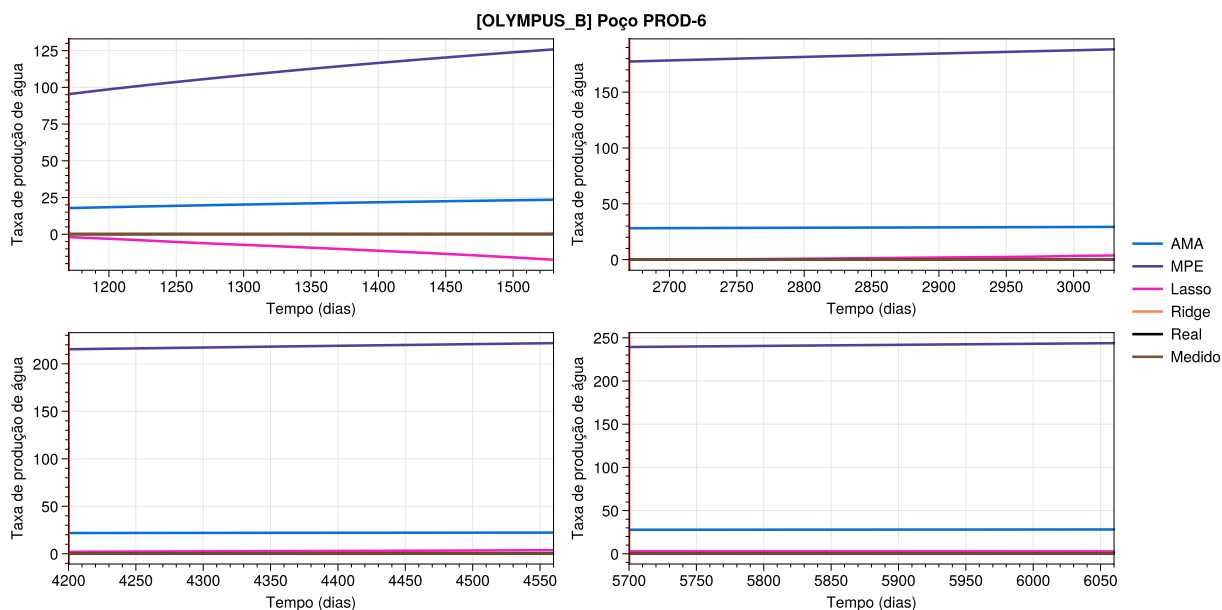 [OLYMPUS_B] Poço PROD-6
Taxa de produção de água
125
100
75
50
25
0
1200 1250 1300 1350 1400 1450 1500
Tempo (dias)
Taxa de produção de água
150
100
50
0
2700 2750 2800 2850 2900 2950 3000
Tempo (dias)
Taxa de produção de água
200
150
100
50
0
4200 4250 4300 4350 4400 4450 4500 4550
Tempo (dias)
Taxa de produção de água
250
200
150
100
50
0
5700 5750 5800 5850 5900 5950 6000 6050
Tempo (dias)
AMA
MPE
Lasso
Ridge
Real
Medido